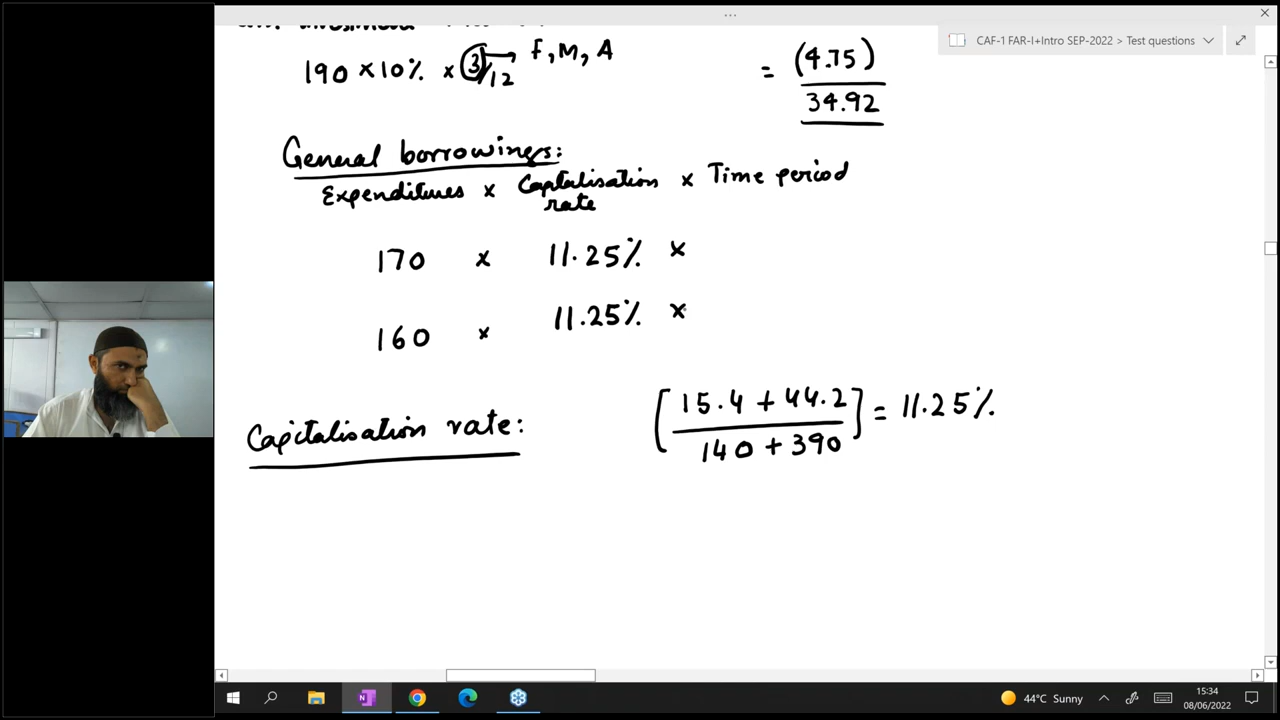 CAF-1 FAR-I+Intro SEP-2022 > Test questions
190 × 10% × 3/12 → F, M, A
= (4.75)
34.92
General borrowings:
Expenditures × Captalisation rate × Time period
170 × 11.25% ×
160 × 11.25% ×
Capitalisation rate: [15.4 + 44.2 / 140 + 390] = 11.25%
44°C Sunny
15:34
08/06/2022